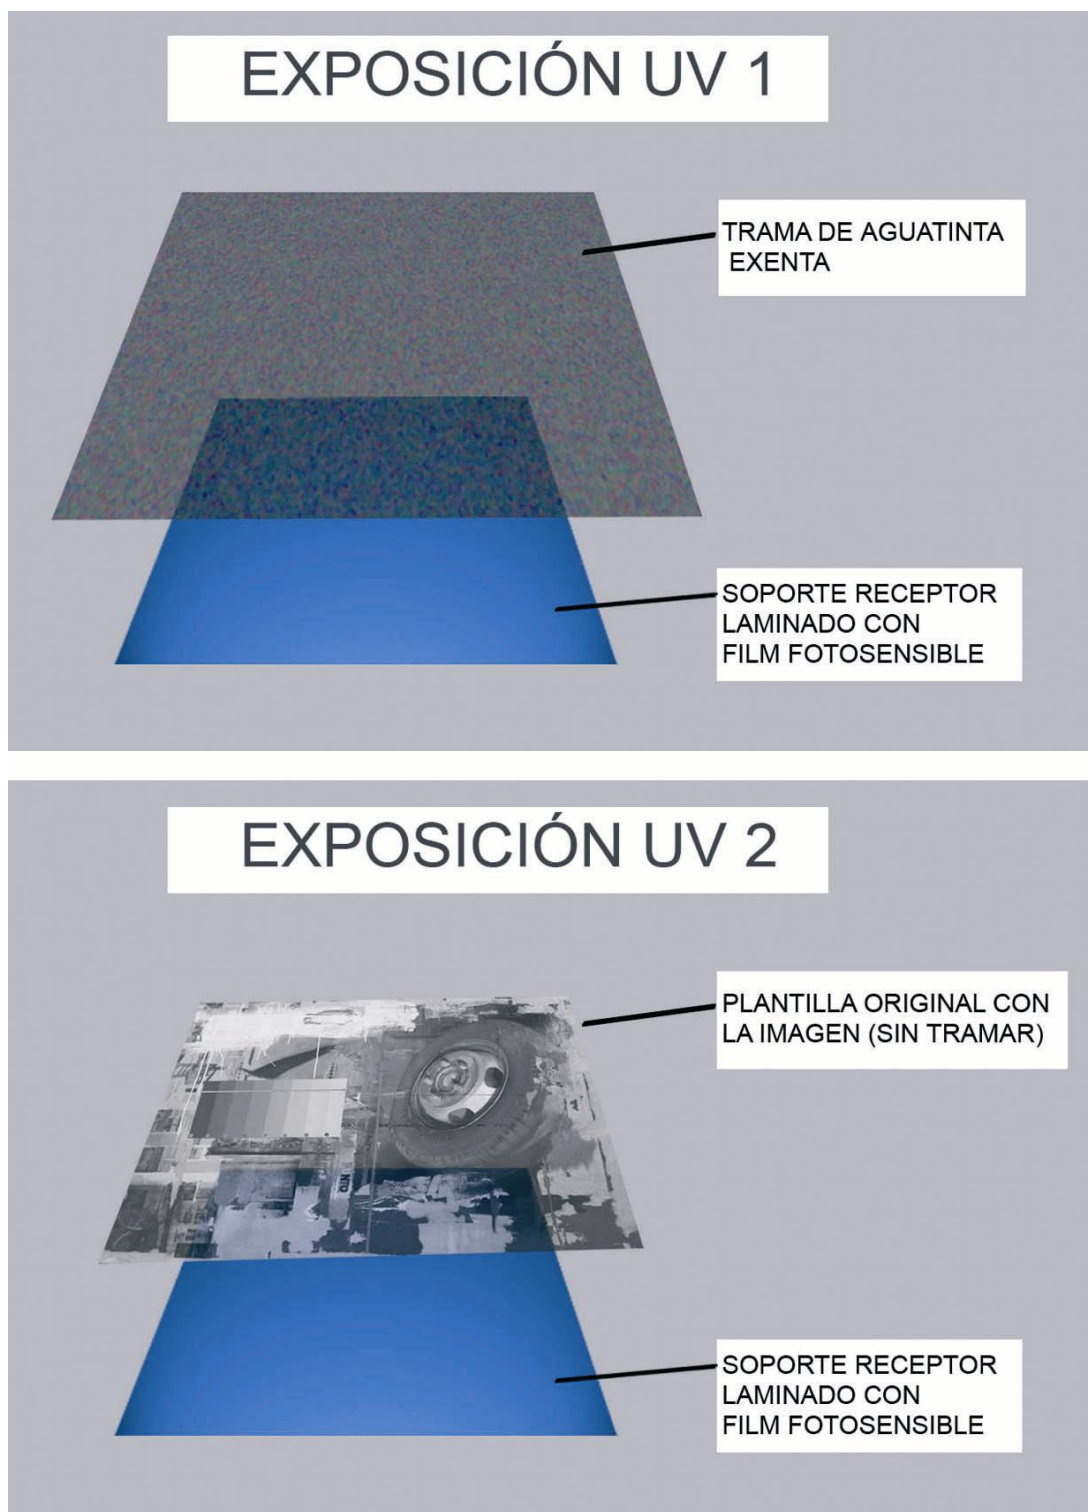 EXPOSICIÓN UV 1
TRAMA DE AGUATINTA
EXENTA
SOPORTE RECEPTOR
LAMINADO CON
FILM FOTOSENSIBLE
EXPOSICIÓN UV 2
PLANTILLA ORIGINAL CON
LA IMAGEN (SIN TRAMAR)
SOPORTE RECEPTOR
LAMINADO CON
FILM FOTOSENSIBLE